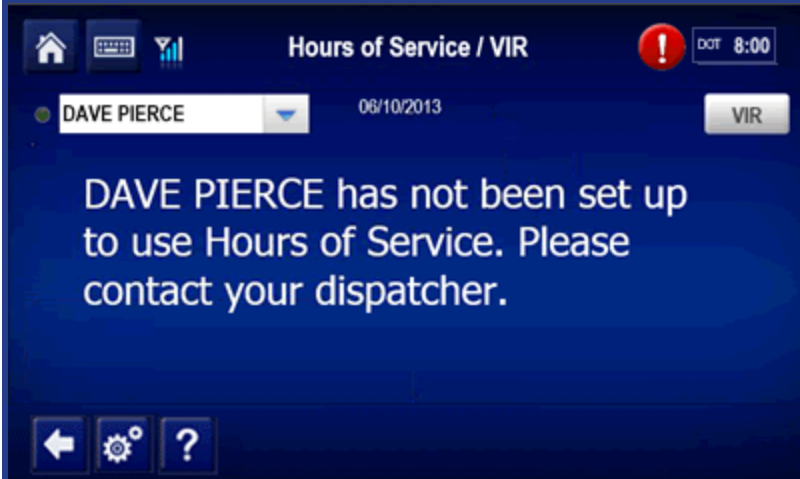 Hours of Service / VIR
!
DOT 8:00
DAVE PIERCE
06/10/2013
VIR
DAVE PIERCE has not been set up
to use Hours of Service. Please
contact your dispatcher.
?